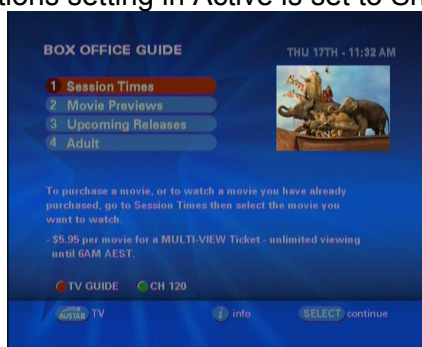 tions setting in Active is set to Sh
BOX OFFICE GUIDE
THU 17TH - 11:32 AM
1 Session Times
2 Movie Previews
3 Upcoming Releases
4 Adult
To purchase a movie, or to watch a movie you have already
purchased, go to Session Times then select the movie you
want to watch.
- $5.95 per movie for a MULTI-VIEW Ticket - unlimited viewing
until 6AM AEST.
TV GUIDE CH 120
AUSTAR TV i info SELECT continue